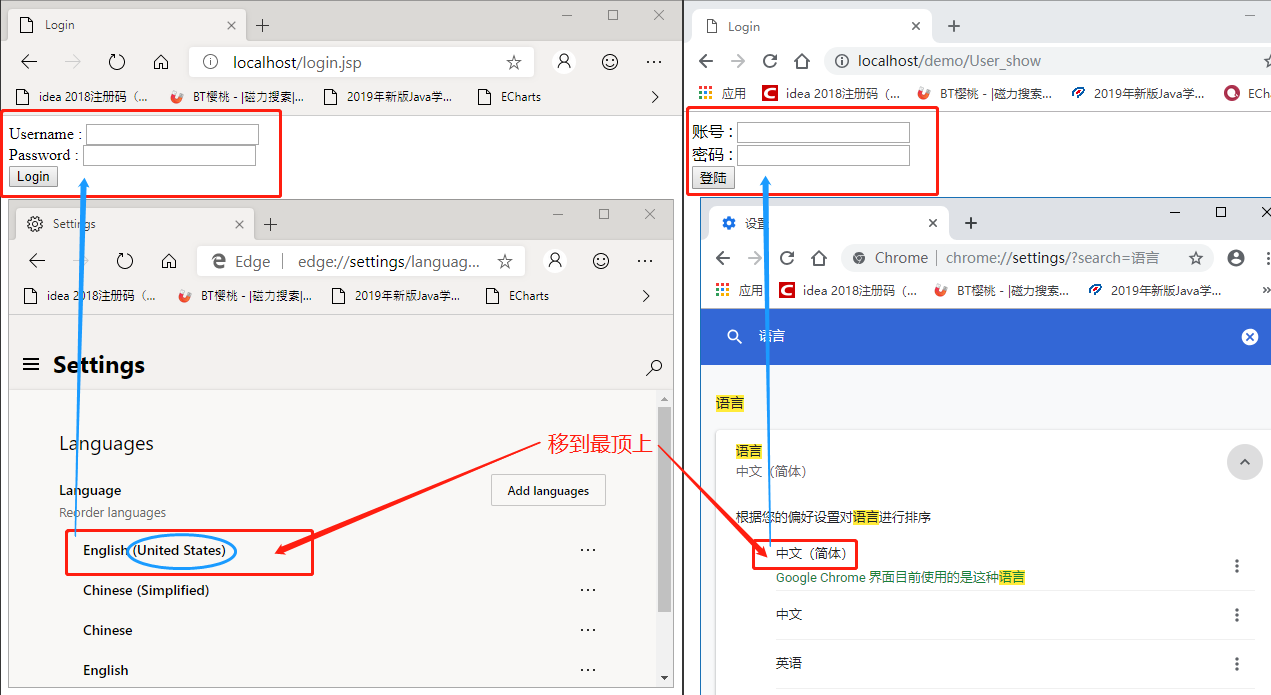 Login
localhost/login.jsp
idea 2018注册码（...
BT樱桃 - |磁力搜索|...
2019年新版Java学...
ECharts
Username :
Password :
Login
Settings
Edge
edge://settings/languag...
idea 2018注册码（...
BT樱桃 - |磁力搜索|...
2019年新版Java学...
ECharts
Settings
Languages
Language
Reorder languages
Add languages
English (United States)
Chinese (Simplified)
Chinese
English
移到最顶上
Login
localhost/demo/User_show
应用
idea 2018注册码（...
BT樱桃 - |磁力搜索...
2019年新版Java学...
ECha
账号 :
密码 :
登陆
设置
Chrome
chrome://settings/?search=语言
应用
idea 2018注册码（...
BT樱桃 - |磁力搜索...
2019年新版Java学...
语言
语言
语言
中文（简体）
根据您的偏好设置对语言进行排序
中文（简体）
Google Chrome 界面目前使用的是这种语言
中文
英语